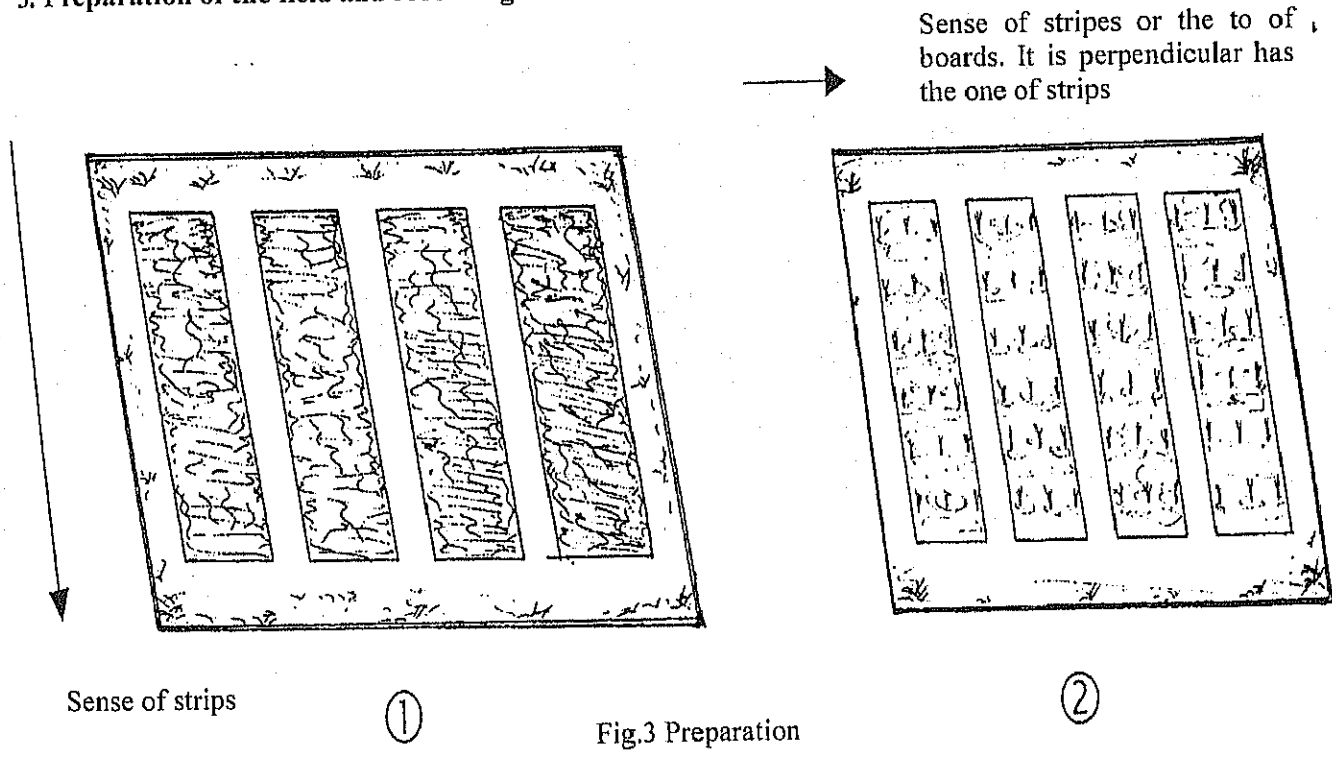 Sense of stripes or the to of
boards. It is perpendicular has
the one of strips
Sense of strips
①
②
Fig.3 Preparation